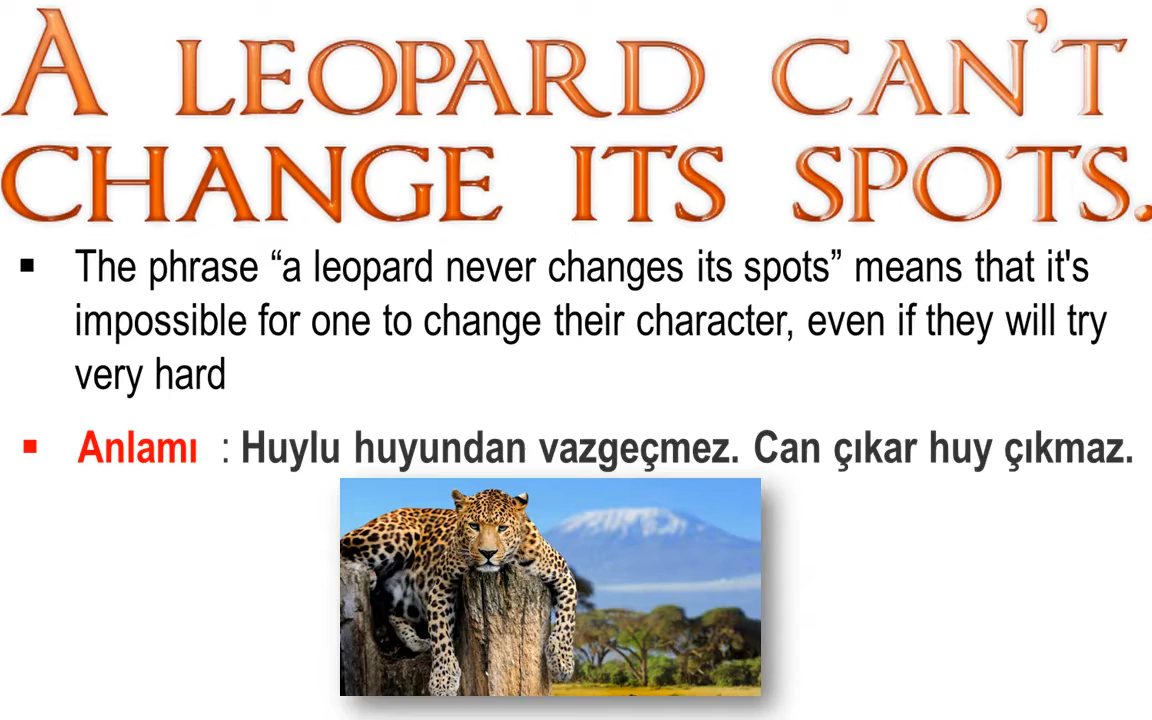 A LEOPARD CAN'T
CHANGE ITS SPOTS.
▪ The phrase “a leopard never changes its spots” means that it's
impossible for one to change their character, even if they will try
very hard
▪ Anlamı : Huylu huyundan vazgeçmez. Can çıkar huy çıkmaz.